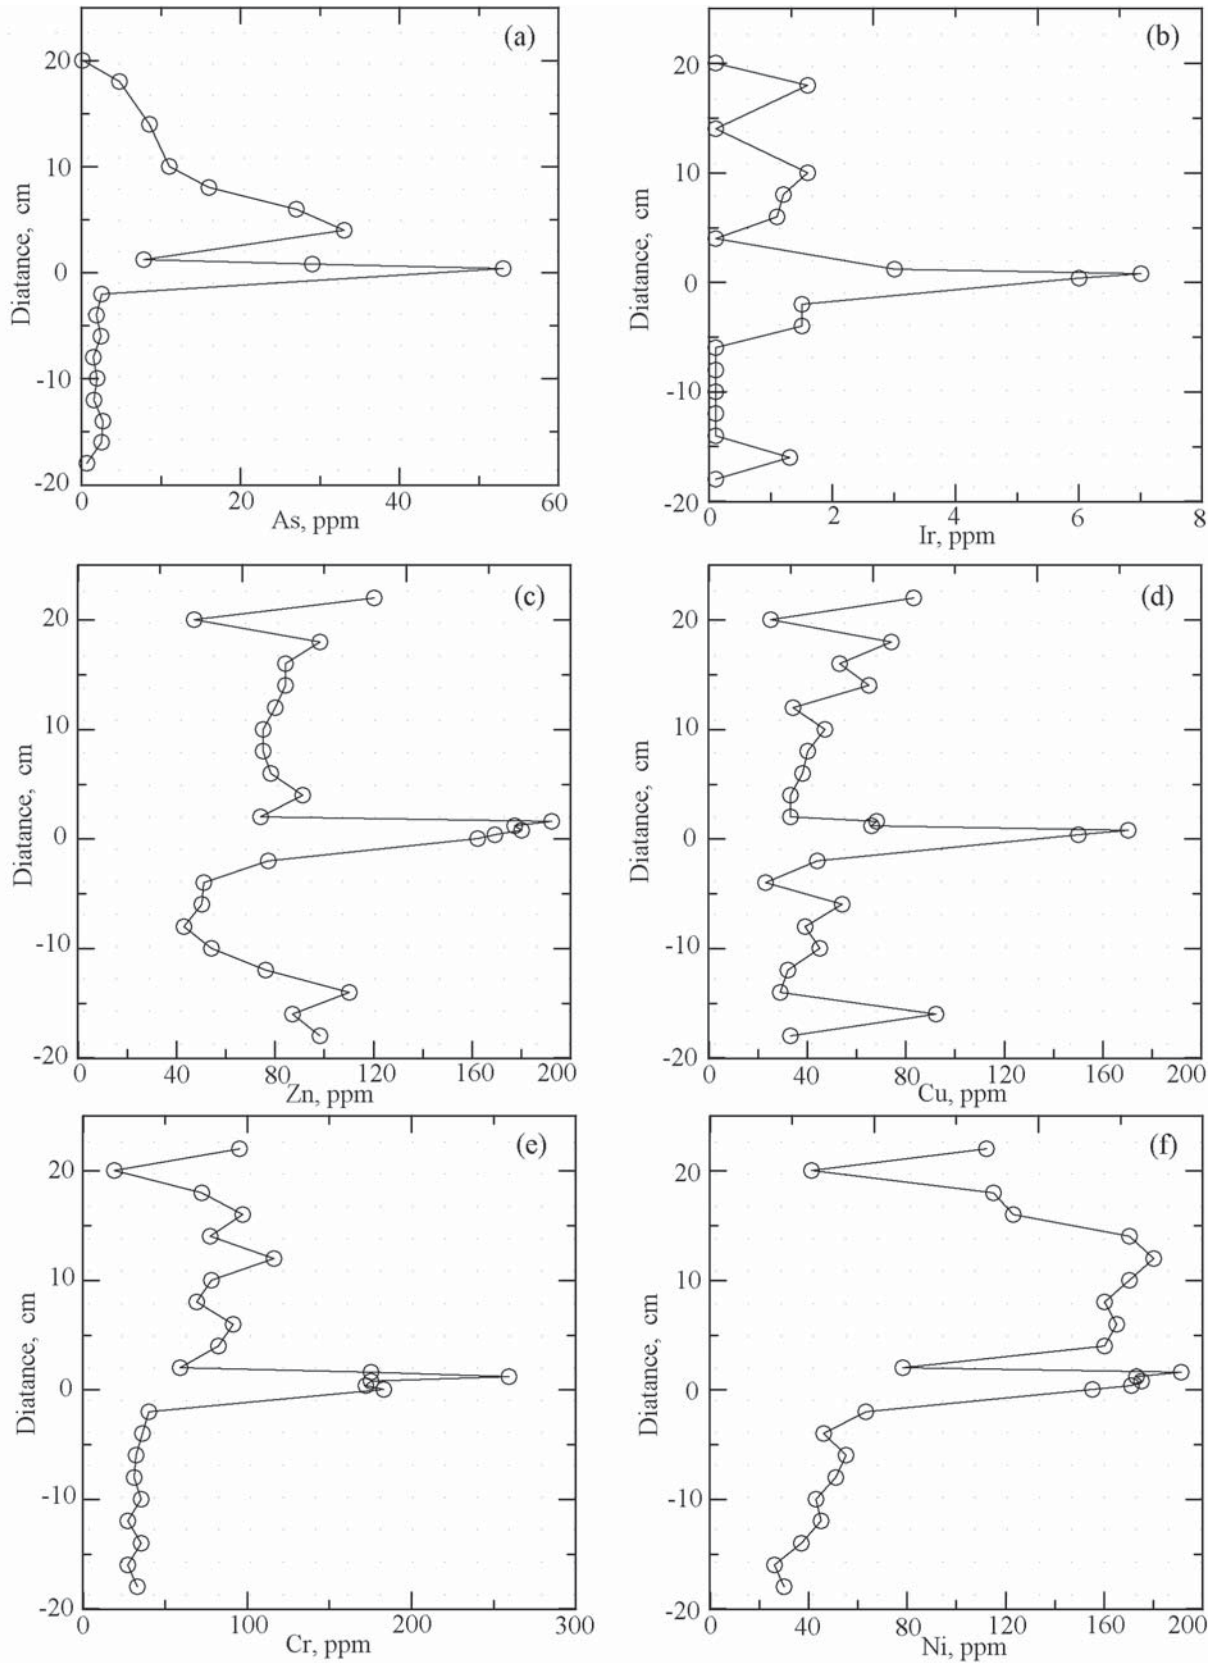 (a)
20
10
0
-10
-20
Diatance, cm
0 20 40 60
As, ppm
(b)
20
10
0
-10
-20
Diatance, cm
0 2 4 6 8
Ir, ppm
(c)
20
10
0
-10
-20
Diatance, cm
0 40 80 120 160 200
Zn, ppm
(d)
20
10
0
-10
-20
Diatance, cm
0 40 80 120 160 200
Cu, ppm
(e)
20
10
0
-10
-20
Diatance, cm
0 100 200 300
Cr, ppm
(f)
20
10
0
-10
-20
Diatance, cm
0 40 80 120 160 200
Ni, ppm